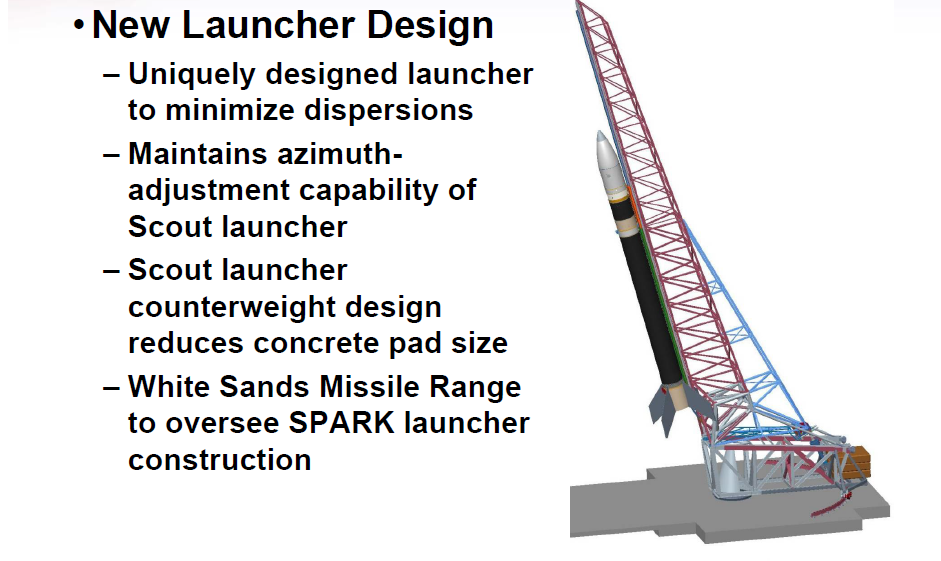 • New Launcher Design
– Uniquely designed launcher
to minimize dispersions
– Maintains azimuth-
adjustment capability of
Scout launcher
– Scout launcher
counterweight design
reduces concrete pad size
– White Sands Missile Range
to oversee SPARK launcher
construction